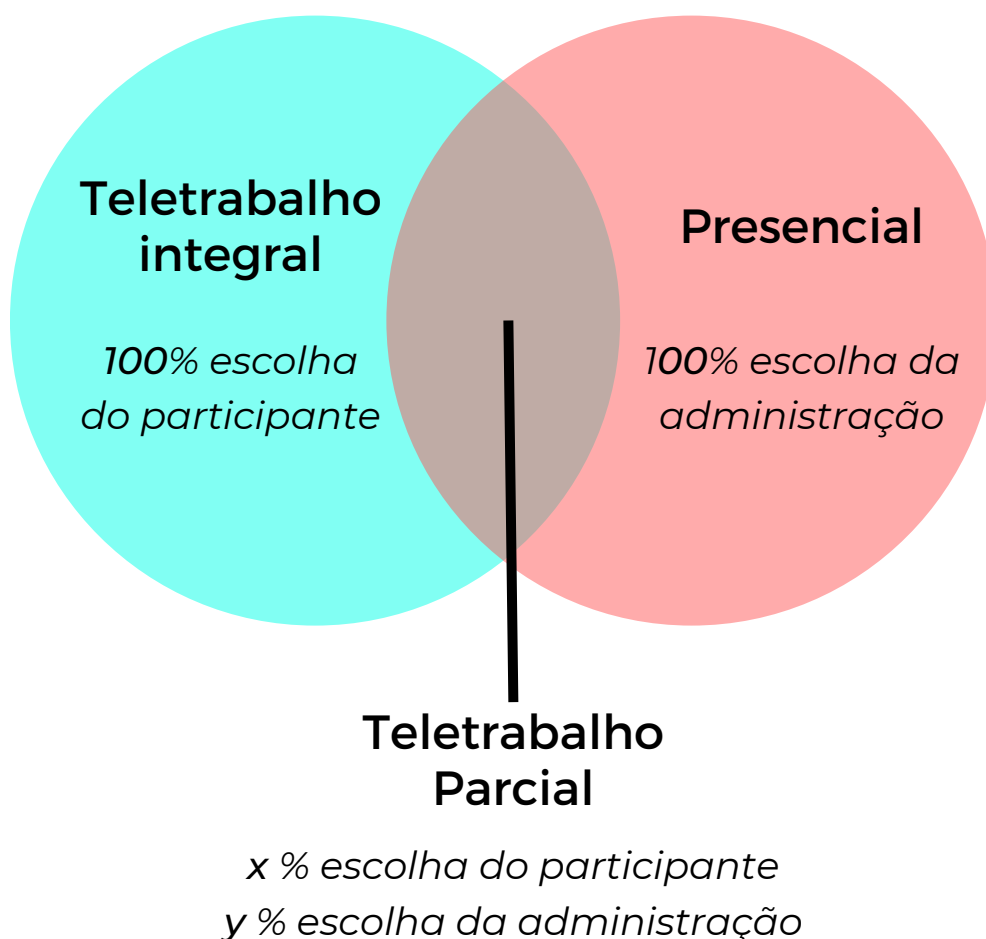 Teletrabalho
integral
100% escolha
do participante
Presencial
100% escolha da
administração
Teletrabalho
Parcial
x % escolha do participante
y % escolha da administração